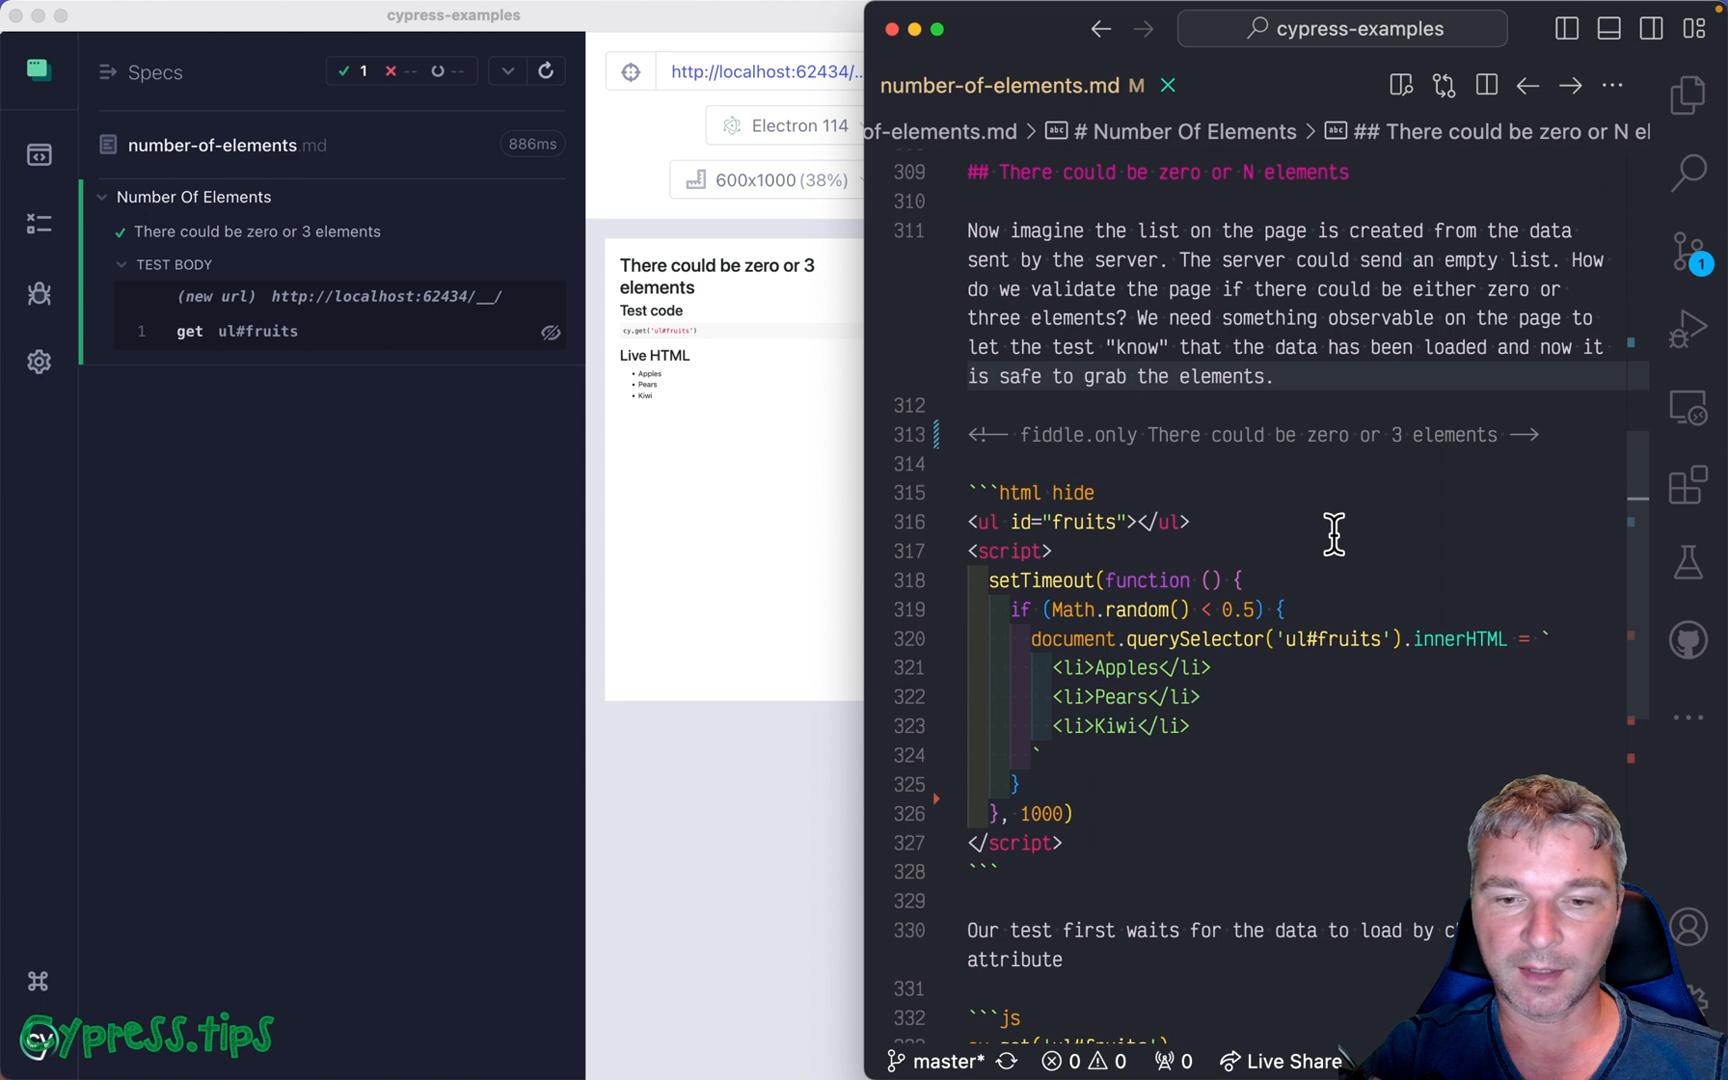 cypress-examples
Specs
1
--
--
number-of-elements.md
886ms
Number Of Elements
There could be zero or 3 elements
TEST BODY
(new url) http://localhost:62434/__/
1 get ul#fruits
cypress.tips
http://localhost:62434/...
Electron 114
600x1000 (38%)
There could be zero or 3
elements
Test code
cy.get('ul#fruits')
Live HTML
• Apples
• Pears
• Kiwi
cypress-examples
number-of-elements.md M
of-elements.md > # Number Of Elements > ## There could be zero or N el
309 ## There could be zero or N elements
310
311 Now imagine the list on the page is created from the data
sent by the server. The server could send an empty list. How
do we validate the page if there could be either zero or
three elements? We need something observable on the page to
let the test "know" that the data has been loaded and now it
is safe to grab the elements.
312
313 <!-- fiddle.only There could be zero or 3 elements -->
314
315 ```html hide
316 <ul id="fruits"></ul>
317 <script>
318 setTimeout(function () {
319 if (Math.random() < 0.5) {
320 document.querySelector('ul#fruits').innerHTML = `
321 <li>Apples</li>
322 <li>Pears</li>
323 <li>Kiwi</li>
324 `
325 }
326 }, 1000)
327 </script>
328 ```
329
330 Our test first waits for the data to load by
attribute
331
332 ```js
cy.get('ul#fruits')
1
master* 0 0 0 Live Share